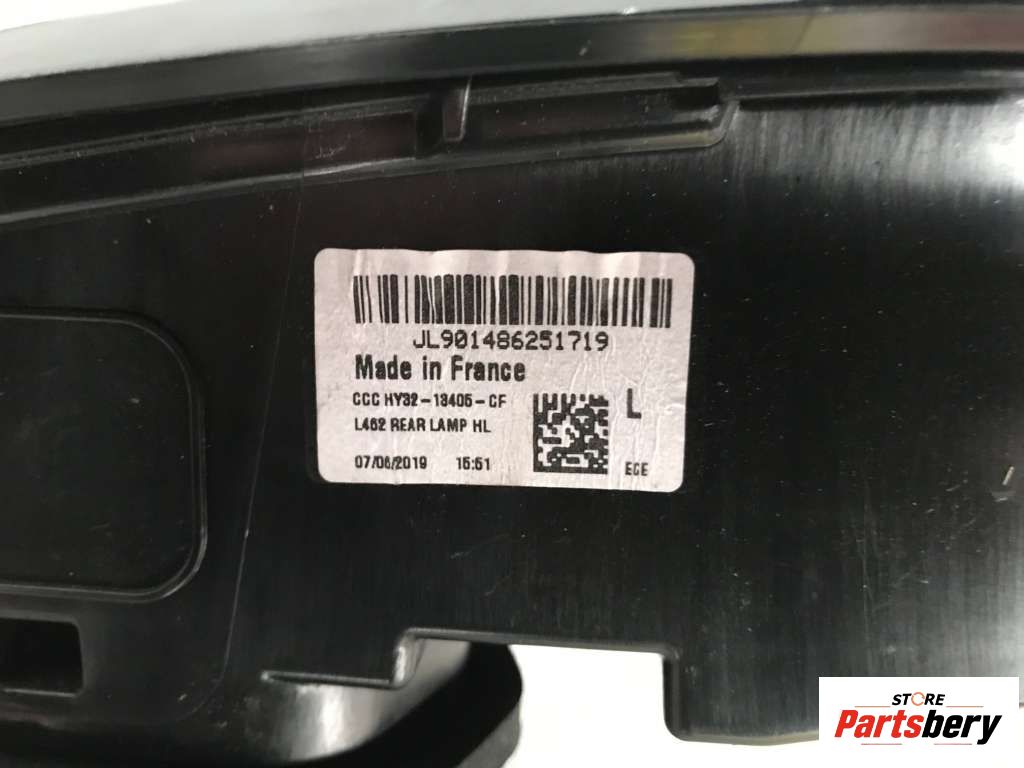 JL901486251719
Made in France
CCC HY32-13405-CF
L462 REAR LAMP HL
L
07/06/2019 15:51
ECE
STORE
Partsbery